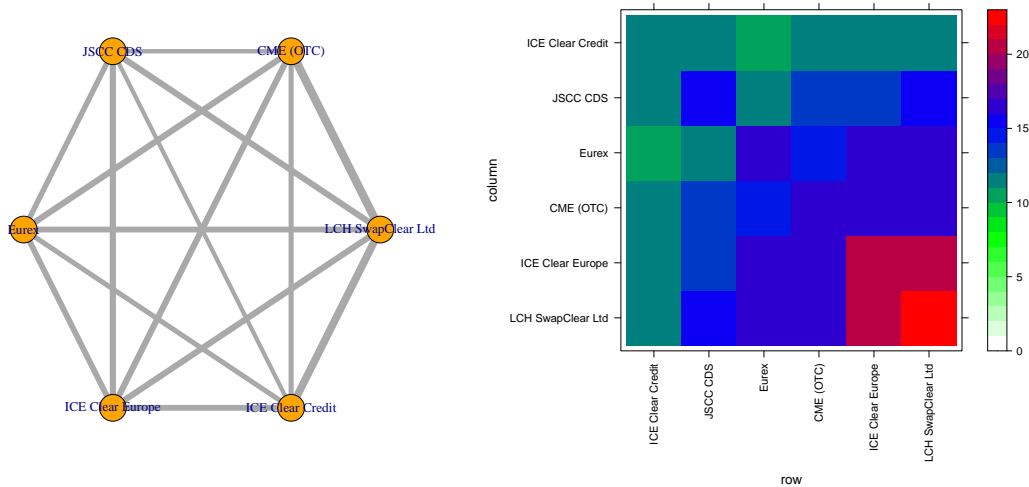 JSCC CDS
CME (OTC)
Eurex
LCH SwapClear Ltd
ICE Clear Europe
ICE Clear Credit
column
ICE Clear Credit
JSCC CDS
Eurex
CME (OTC)
ICE Clear Europe
LCH SwapClear Ltd
ICE Clear Credit
JSCC CDS
Eurex
CME (OTC)
ICE Clear Europe
LCH SwapClear Ltd
row
20
15
10
5
0